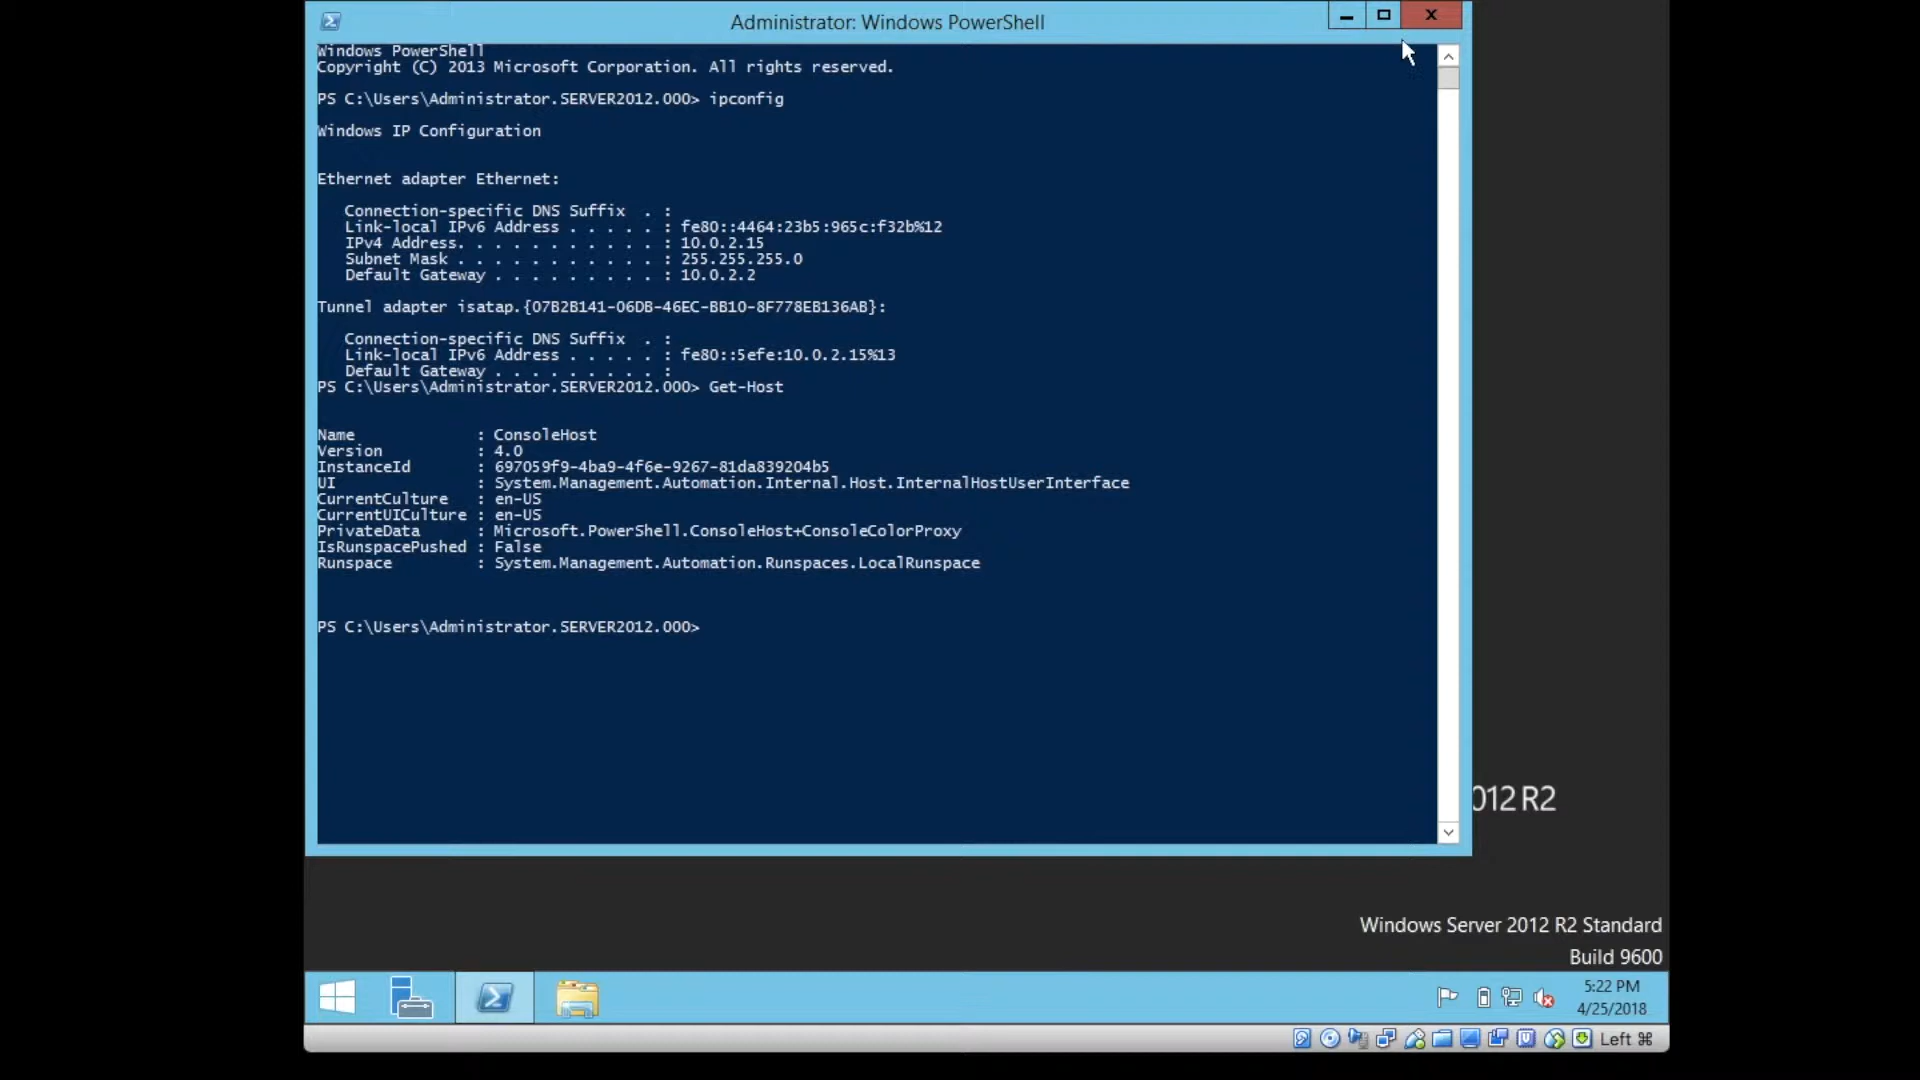 Administrator: Windows PowerShell
Windows PowerShell
Copyright (C) 2013 Microsoft Corporation. All rights reserved.
PS C:\Users\Administrator.SERVER2012.000> ipconfig
Windows IP Configuration
Ethernet adapter Ethernet:
Connection-specific DNS Suffix  . :
Link-local IPv6 Address . . . . . : fe80::4464:23b5:965c:f32b%12
IPv4 Address. . . . . . . . . . . : 10.0.2.15
Subnet Mask . . . . . . . . . . . : 255.255.255.0
Default Gateway . . . . . . . . . : 10.0.2.2
Tunnel adapter isatap.{07B2B141-06DB-46EC-BB10-8F778EB136AB}:
Connection-specific DNS Suffix  . :
Link-local IPv6 Address . . . . . : fe80::5efe:10.0.2.15%13
Default Gateway . . . . . . . . . :
PS C:\Users\Administrator.SERVER2012.000> Get-Host
Name             : ConsoleHost
Version          : 4.0
InstanceId       : 697059f9-4ba9-4f6e-9267-81da839204b5
UI               : System.Management.Automation.Internal.Host.InternalHostUserInterface
CurrentCulture   : en-US
CurrentUICulture : en-US
PrivateData      : Microsoft.PowerShell.ConsoleHost+ConsoleColorProxy
IsRunspacePushed : False
Runspace         : System.Management.Automation.Runspaces.LocalRunspace
PS C:\Users\Administrator.SERVER2012.000>
012 R2
Windows Server 2012 R2 Standard
Build 9600
5:22 PM
4/25/2018
Left ⌘